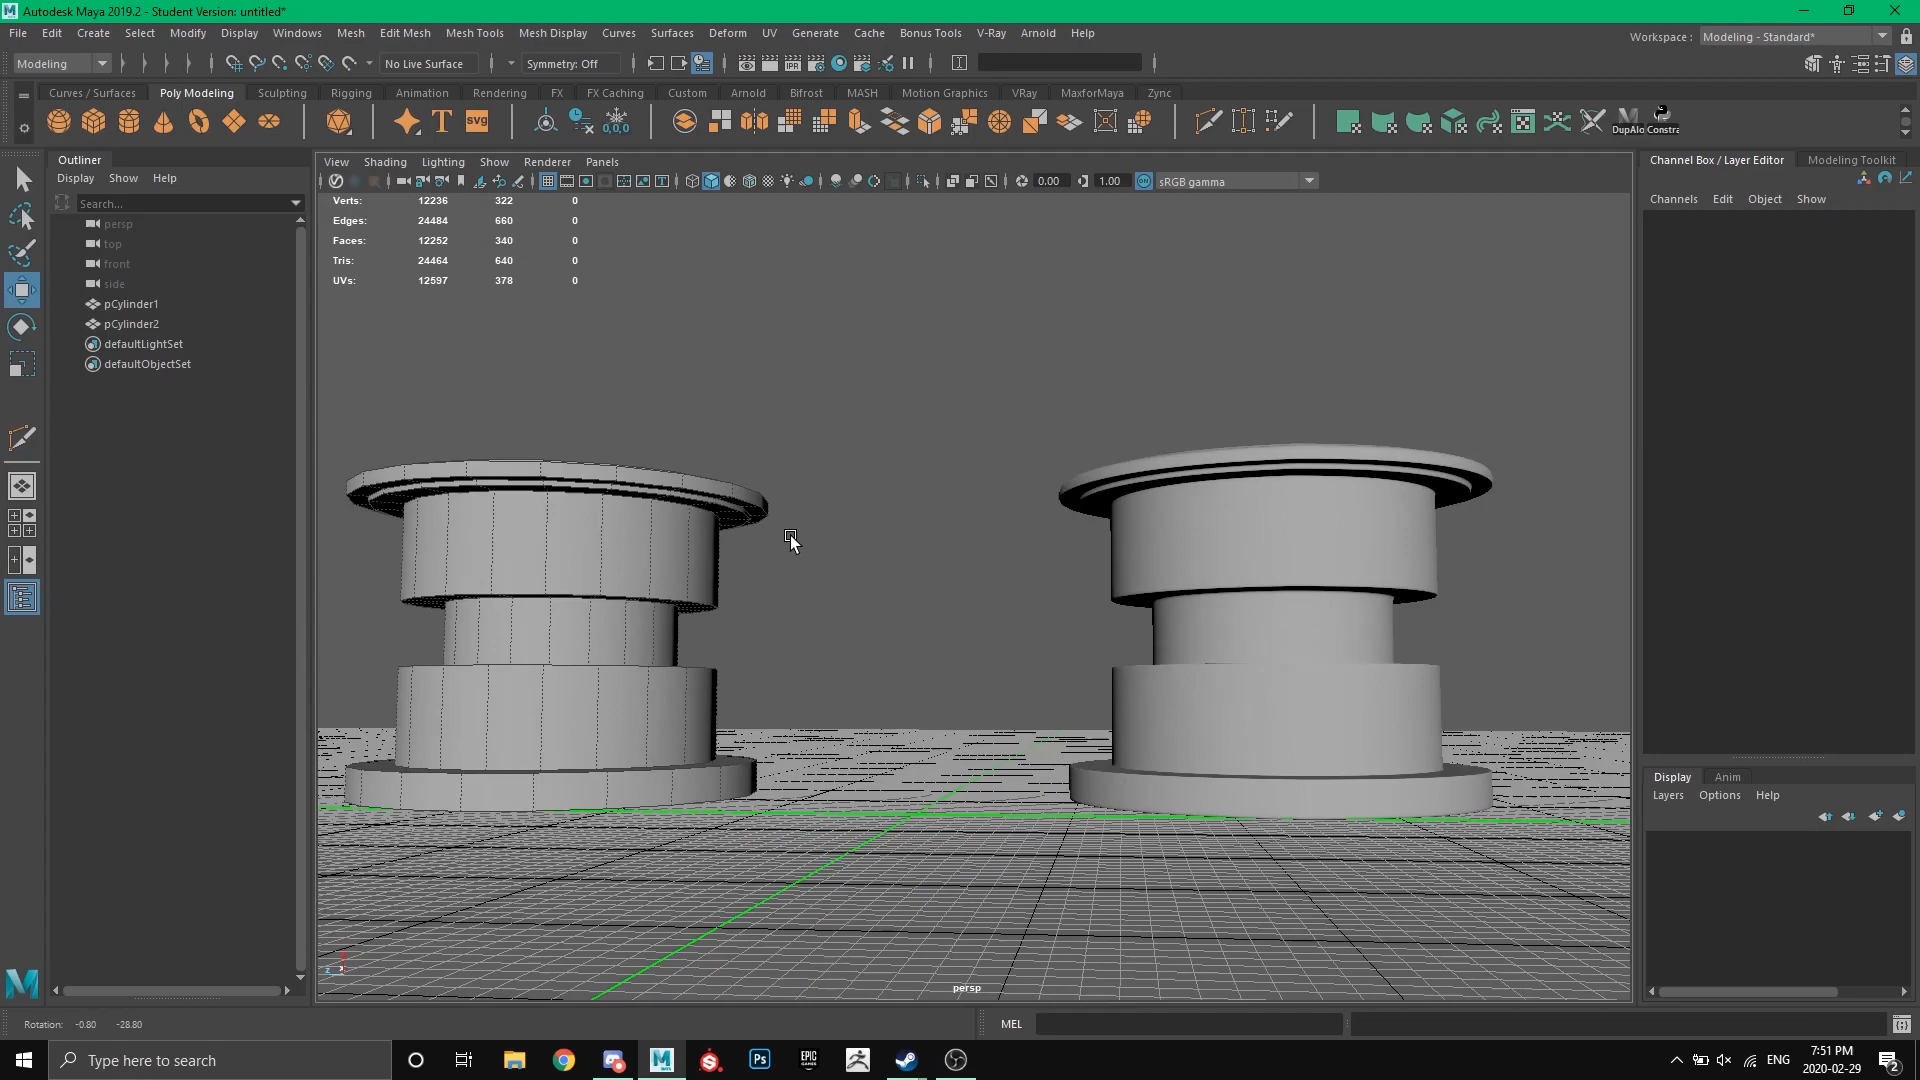 Autodesk Maya 2019.2 - Student Version: untitled*
File Edit Create Select Modify Display Windows Mesh Edit Mesh Mesh Tools Mesh Display Curves Surfaces Deform UV Generate Cache Bonus Tools V-Ray Arnold Help
Workspace : Modeling - Standard*
Modeling No Live Surface Symmetry: Off
Curves / Surfaces Poly Modeling Sculpting Rigging Animation Rendering FX FX Caching Custom Arnold Bifrost MASH Motion Graphics VRay MaxforMaya Zync
T svg 0,0,0 DupAlo Constra
Outliner
Display Show Help
Search...
persp
top
front
side
pCylinder1
pCylinder2
defaultLightSet
defaultObjectSet
View Shading Lighting Show Renderer Panels
0.00 1.00 sRGB gamma
Verts: 12236 322 0
Edges: 24484 660 0
Faces: 12252 340 0
Tris: 24464 640 0
UVs: 12597 378 0
persp
Channel Box / Layer Editor Modeling Toolkit
Channels Edit Object Show
Display Anim
Layers Options Help
Rotation: -0.80 -28.80
MEL
Type here to search
ENG
7:51 PM
2020-02-29
2